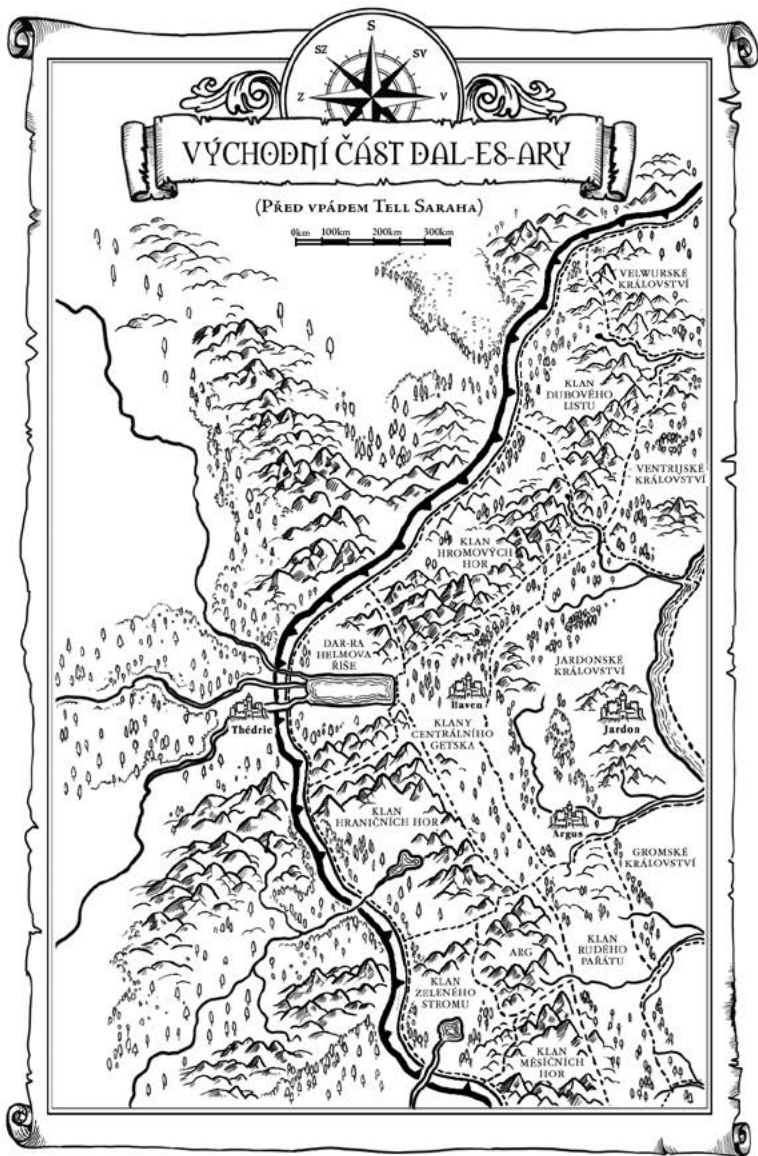 S
SZ
SV
Z
V
VÝCHODNÍ ČÁST DAL-ES-ARY
(PŘED VPÁDEM TELL SARAHA)
0km 100km 200km 300km
VELWURSKÉ
KRÁLOVSTVÍ
KLAN
DUBOVÉHO
LISTU
VENTRIJSKÉ
KRÁLOVSTVÍ
KLAN
HROMOVÝCH
HOR
DAR-RA
HELMOVA
ŘÍŠE
JARDONSKÉ
KRÁLOVSTVÍ
Haven
Thédrie
KLANY
CENTRÁLNÍHO
GETSKA
Jardon
KLAN
HRANIČNÍCH HOR
Argus
GROMSKÉ
KRÁLOVSTVÍ
ARG
KLAN
RUDÉHO
PAŘÁTU
KLAN
ZELENÉHO
STROMU
KLAN
MĚSÍČNÍCH
HOR